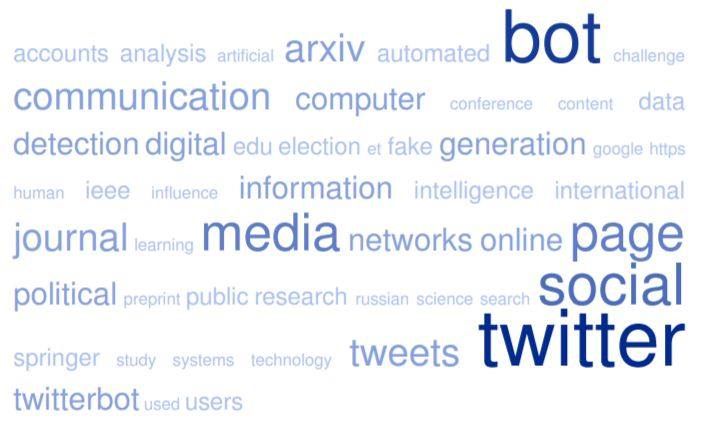 accounts analysis artificial arxiv automated bot challenge
communication computer conference content data
detection digital edu election et fake generation google https
human ieee influence information intelligence international
journal learning media networks online page
political preprint public research russian science search social
springer study systems technology tweets twitter
twitterbot used users